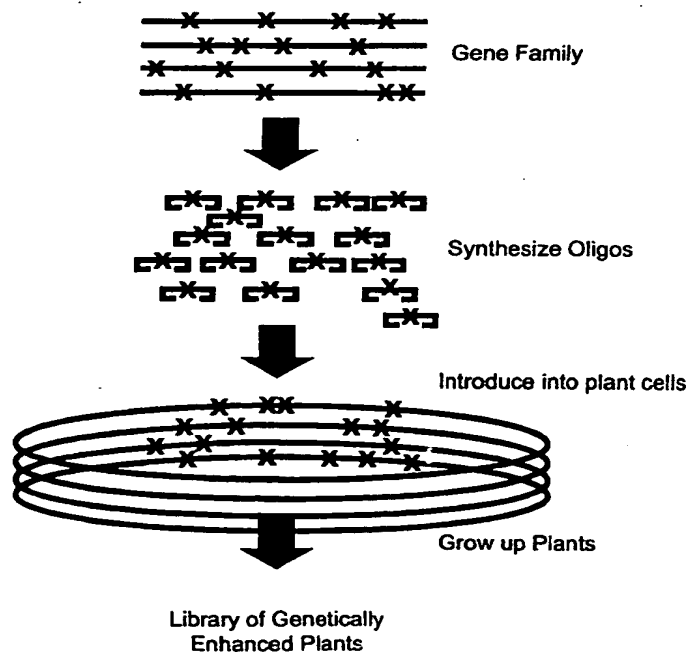 Gene Family
Synthesize Oligos
Introduce into plant cells
Grow up Plants
Library of Genetically
Enhanced Plants